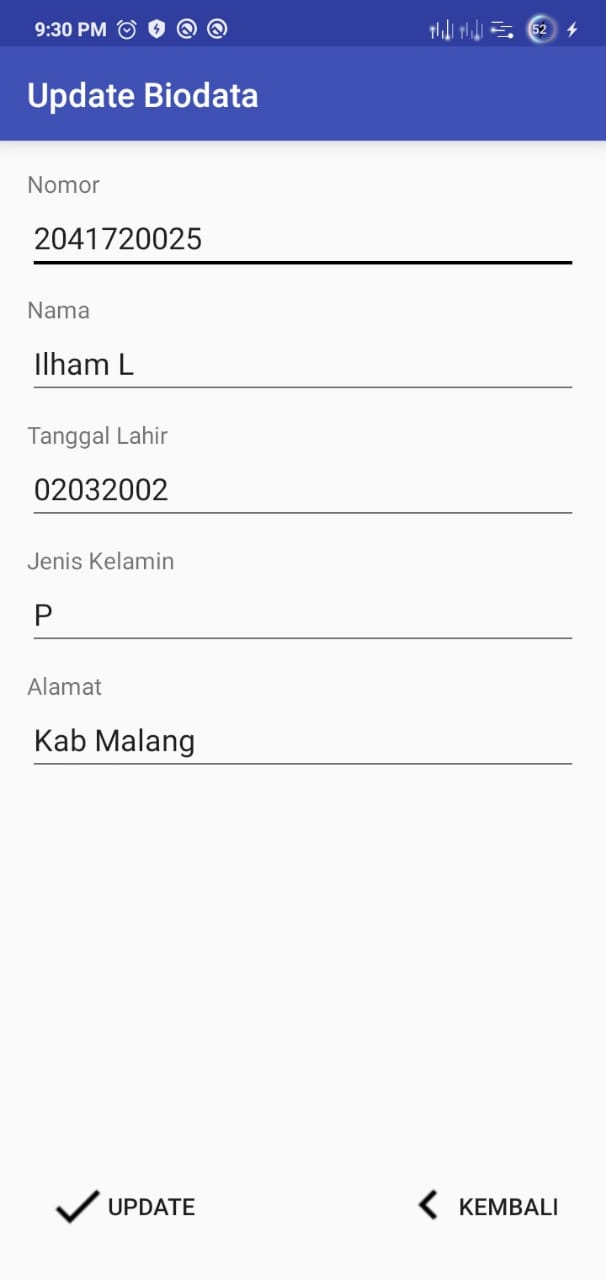 9:30 PM 52
Update Biodata
Nomor
2041720025
Nama
Ilham L
Tanggal Lahir
02032002
Jenis Kelamin
P
Alamat
Kab Malang
UPDATE KEMBALI